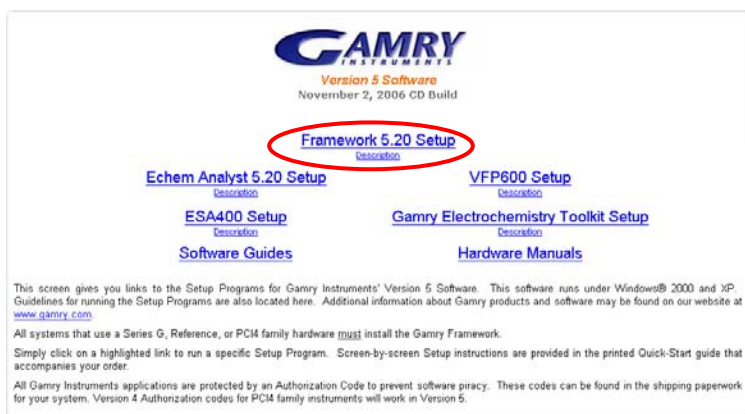 GAMRY
INSTRUMENTS
Version 5 Software
November 2, 2006 CD Build
Framework 5.20 Setup
Description
Echem Analyst 5.20 Setup
Description
VFP600 Setup
Description
ESA400 Setup
Description
Gamry Electrochemistry Toolkit Setup
Description
Software Guides
Hardware Manuals
This screen gives you links to the Setup Programs for Gamry Instruments' Version 5 Software. This software runs under Windows® 2000 and XP.
Guidelines for running the Setup Programs are also located here. Additional information about Gamry products and software may be found on our website at
www.gamry.com.
All systems that use a Series G, Reference, or PCI4 family hardware must install the Gamry Framework.
Simply click on a highlighted link to run a specific Setup Program. Screen-by-screen Setup instructions are provided in the printed Quick-Start guide that
accompanies your order.
All Gamry Instruments applications are protected by an Authorization Code to prevent software piracy. These codes can be found in the shipping paperwork
for your system. Version 4 Authorization codes for PCI4 family instruments will work in Version 5.